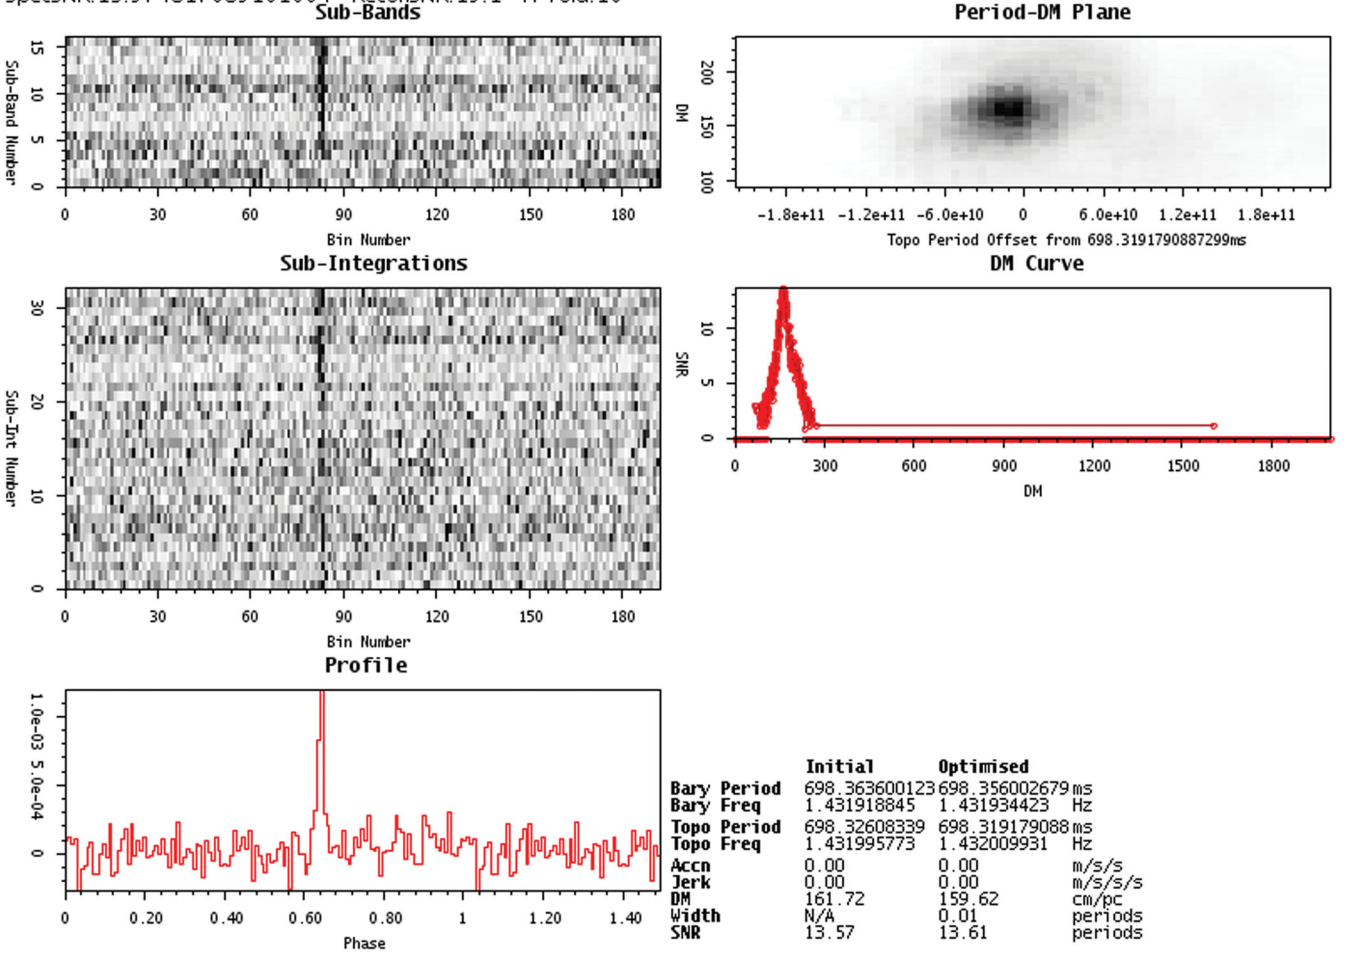 Sub-Bands
Sub-Band Number
15
10
5
0
0 30 60 90 120 150 180
Bin Number
Period-DM Plane
DM
200
150
100
-1.8e+11 -1.2e+11 -6.0e+10 0 6.0e+10 1.2e+11 1.8e+11
Topo Period Offset from 698.3191790887299ms
Sub-Integrations
Sub-Int Number
30
20
10
0
0 30 60 90 120 150 180
Bin Number
DM Curve
SNR
10
5
0
0 300 600 900 1200 1500 1800
DM
Profile
1.0e-03
5.0e-04
0
0 0.20 0.40 0.60 0.80 1 1.20 1.40
Phase
Initial Optimised
Bary Period 698.363600123 698.356002679 ms
Bary Freq 1.431918845 1.431934423 Hz
Topo Period 698.32608339 698.319179088 ms
Topo Freq 1.431995773 1.432009931 Hz
Accn 0.00 0.00 m/s/s
Jerk 0.00 0.00 m/s/s/s
DM 161.72 159.62 cm/pc
Width N/A 0.01 periods
SNR 13.57 13.61 periods